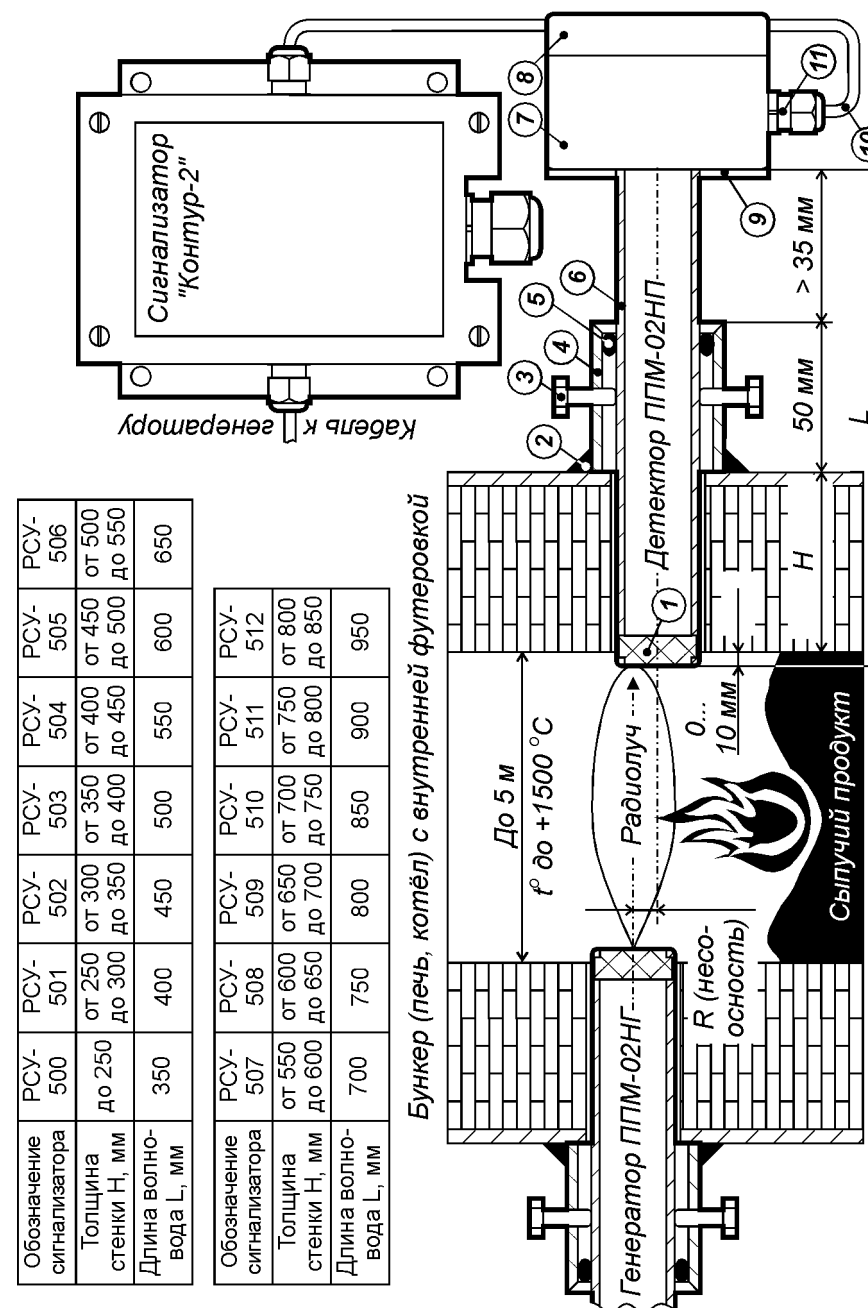 Обозначение
сигнализатора
РСУ-
500
РСУ-
501
РСУ-
502
РСУ-
503
РСУ-
504
РСУ-
505
РСУ-
506
Толщина
стенки H, мм
до 250
от 250
до 300
от 300
до 350
от 350
до 400
от 400
до 450
от 450
до 500
от 500
до 550
Длина волно-
вода L, мм
350
400
450
500
550
600
650
Обозначение
сигнализатора
РСУ-
507
РСУ-
508
РСУ-
509
РСУ-
510
РСУ-
511
РСУ-
512
Толщина
стенки H, мм
от 550
до 600
от 600
до 650
от 650
до 700
от 700
до 750
от 750
до 800
от 800
до 850
Длина волно-
вода L, мм
700
750
800
850
900
950
Сигнализатор
"Контур-2"
Кабель к генератору
Бункер (печь, котёл) с внутренней футеровкой
1
2
3
4
5
6
7
8
9
10
11
До 5 м
t° до +1500 °C
Радиолуч
Генератор ППМ-02НГ
Детектор ППМ-02НП
R (несо-
осность)
0...
10 мм
H
50 мм
> 35 мм
L
Сыпучий продукт